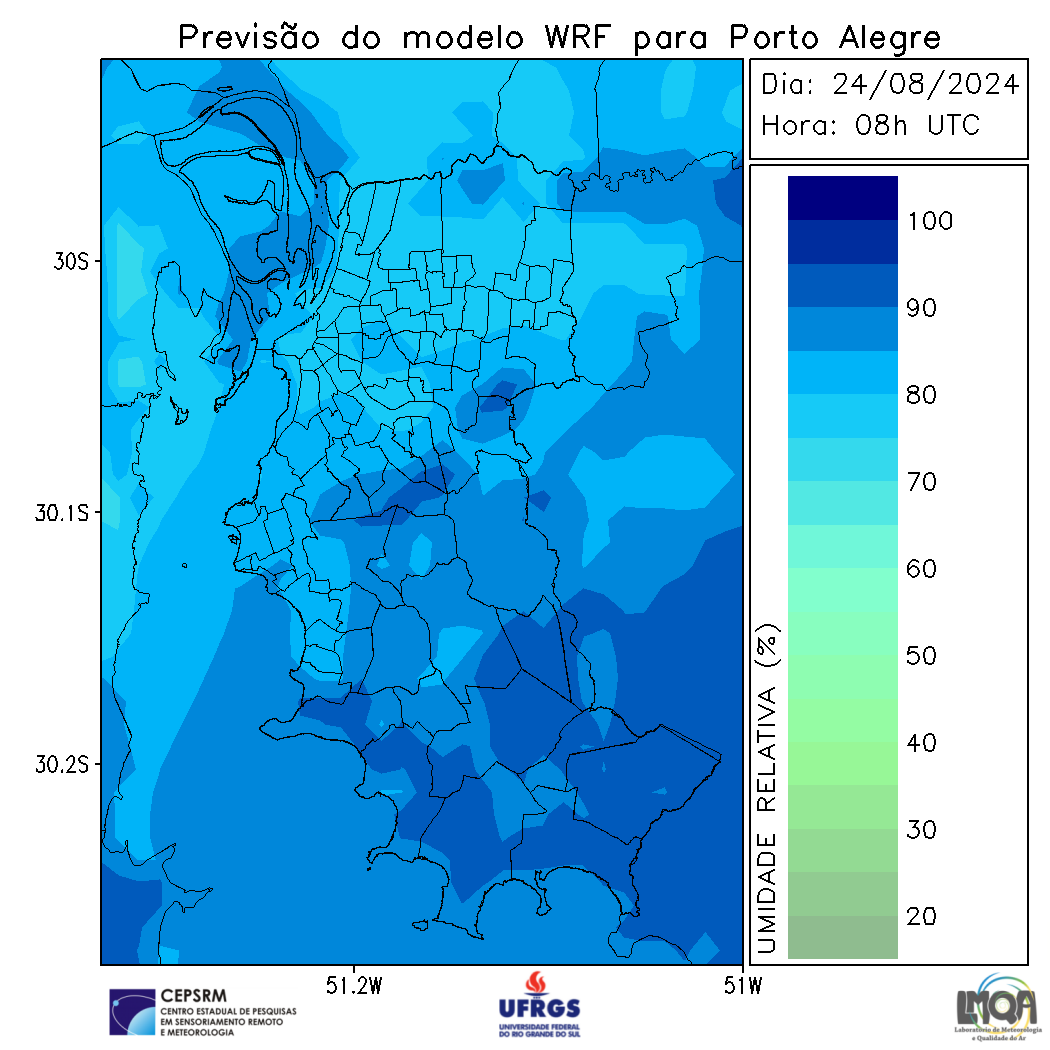 Previsão do modelo WRF para Porto Alegre
Dia: 24/08/2024
Hora: 08h UTC
100
90
80
70
60
50
40
30
20
UMIDADE RELATIVA (%)
30S
30.1S
30.2S
51.2W
51W
CEPSRM
CENTRO ESTADUAL DE PESQUISAS
EM SENSORIAMENTO REMOTO
E METEOROLOGIA
UFRGS
UNIVERSIDADE FEDERAL
DO RIO GRANDE DO SUL
LMQA
Laboratório de Meteorologia
e Qualidade do Ar